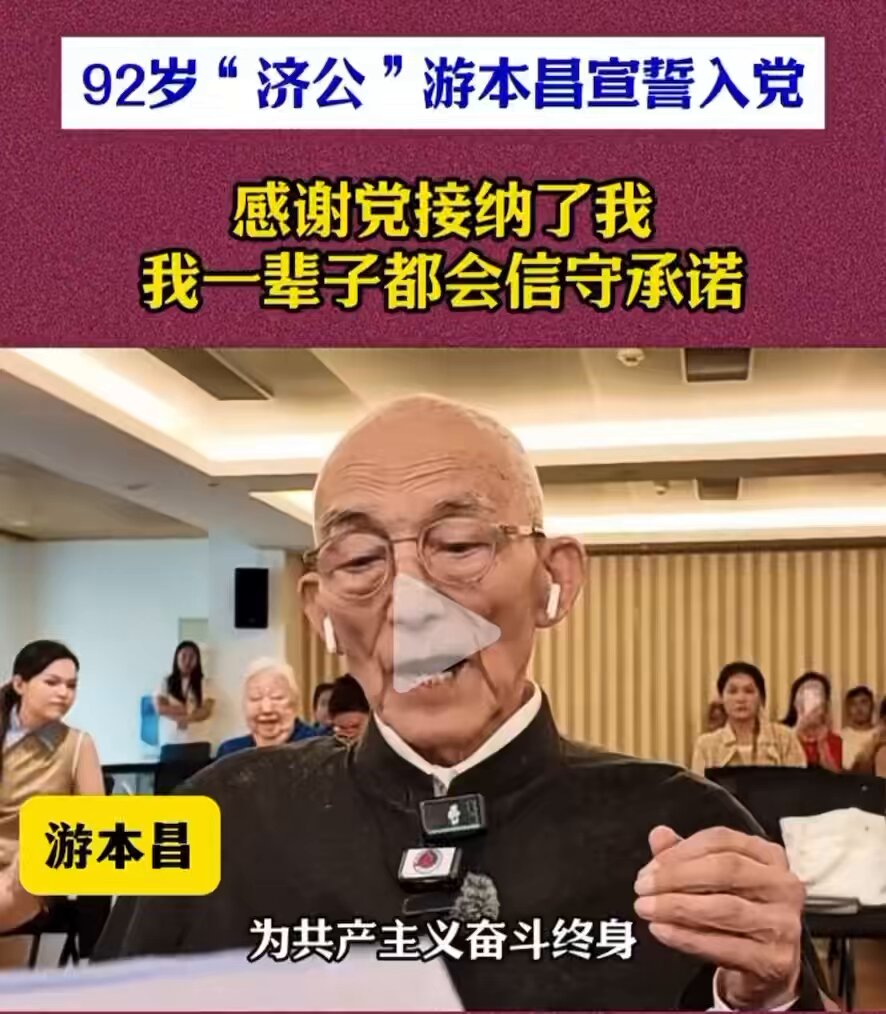 92岁“济公”游本昌宣誓入党
感谢党接纳了我
我一辈子都会信守承诺
游本昌
为共产主义奋斗终身